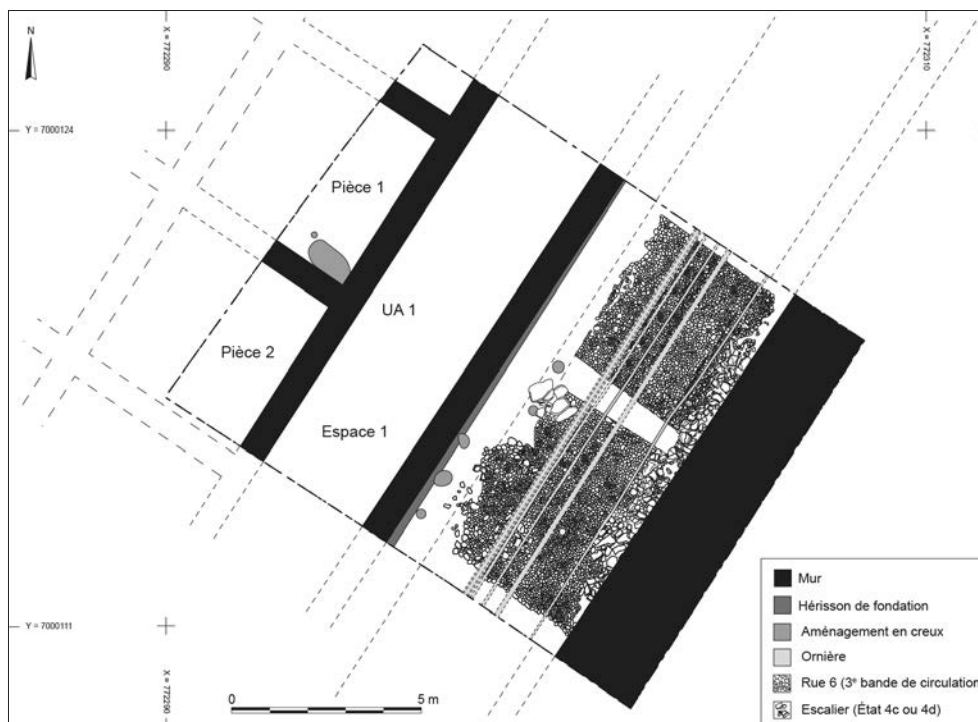 N
X = 772290
X = 772310
Y = 7000124
Pièce 1
UA 1
Pièce 2
Espace 1
Mur
Hérisson de fondation
Aménagement en creux
Ornière
Rue 6 (3e bande de circulation
Escalier (État 4c ou 4d)
Y = 7000111
X = 772290
0 5 m